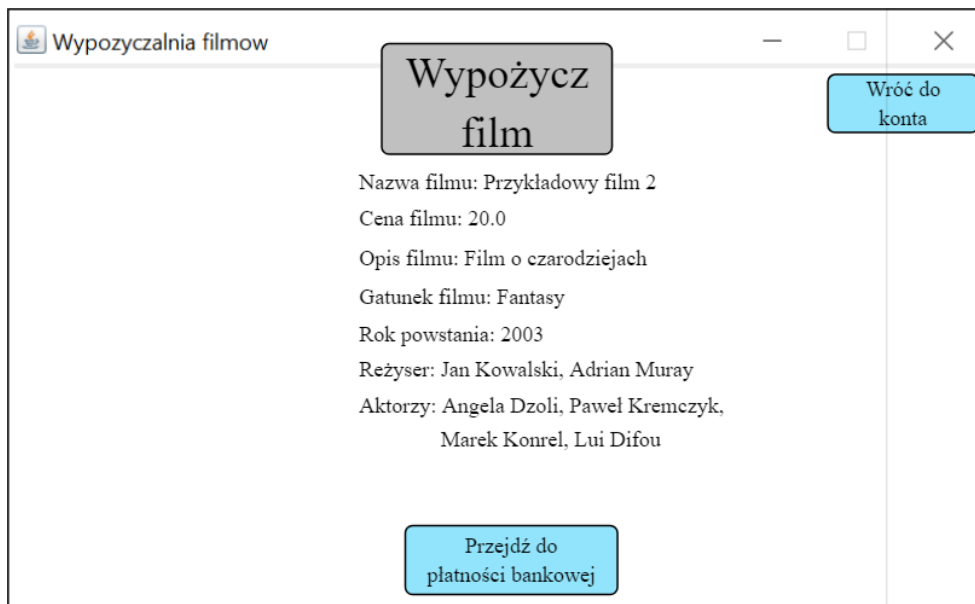 Wypozyczalnia filmow
Wypożycz
film
Wróć do
konta
Nazwa filmu: Przykładowy film 2
Cena filmu: 20.0
Opis filmu: Film o czarodziejach
Gatunek filmu: Fantasy
Rok powstania: 2003
Reżyser: Jan Kowalski, Adrian Muray
Aktorzy: Angela Dzoli, Paweł Kremczyk,
Marek Konrel, Lui Difou
Przejdź do
płatności bankowej